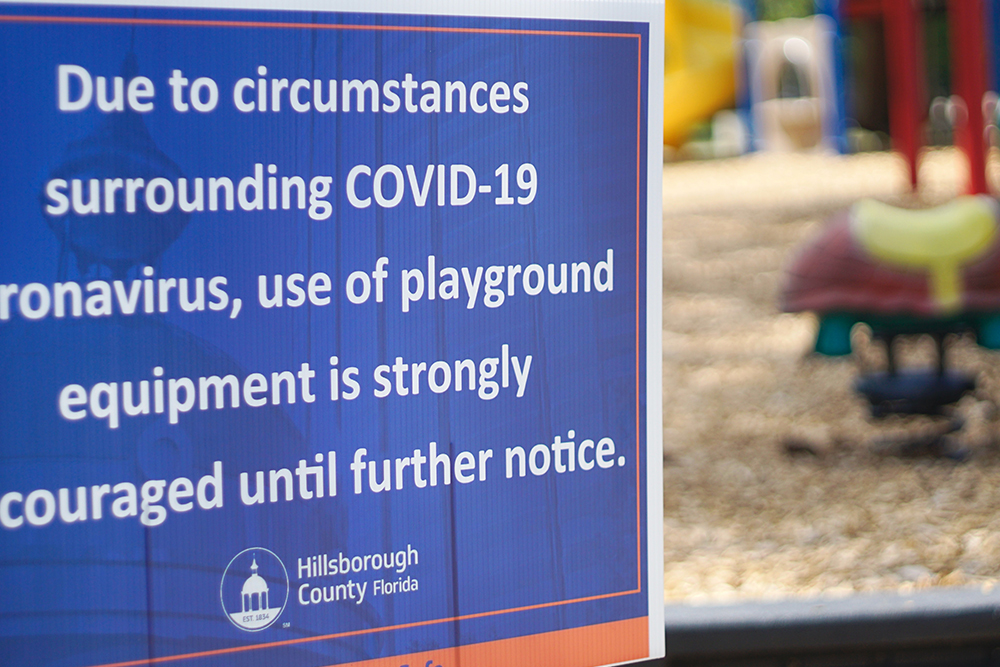 Due to circumstances
surrounding COVID-19
ronavirus, use of playground
equipment is strongly
couraged until further notice.
Hillsborough
County Florida
EST. 1834
SM